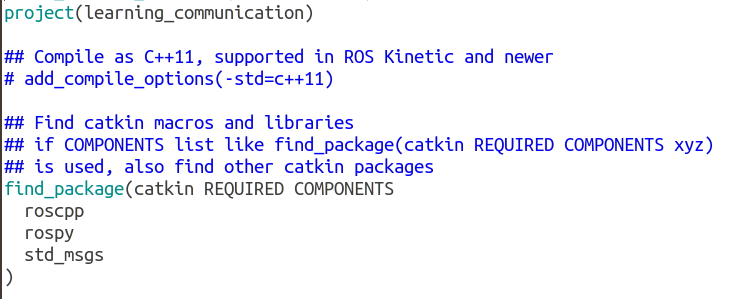 project(learning_communication)
## Compile as C++11, supported in ROS Kinetic and newer
# add_compile_options(-std=c++11)
## Find catkin macros and libraries
## if COMPONENTS list like find_package(catkin REQUIRED COMPONENTS xyz)
## is used, also find other catkin packages
find_package(catkin REQUIRED COMPONENTS
  roscpp
  rospy
  std_msgs
)